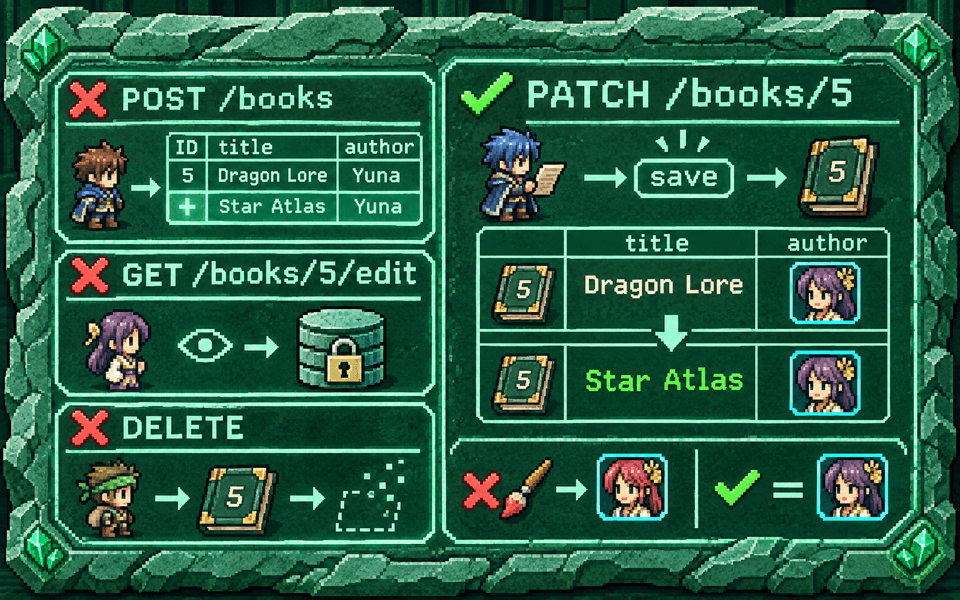 POST /books
ID title author
5 Dragon Lore Yuna
+ Star Atlas Yuna
GET /books/5/edit
DELETE
5
PATCH /books/5
save
5
title author
5 Dragon Lore
5 Star Atlas
=